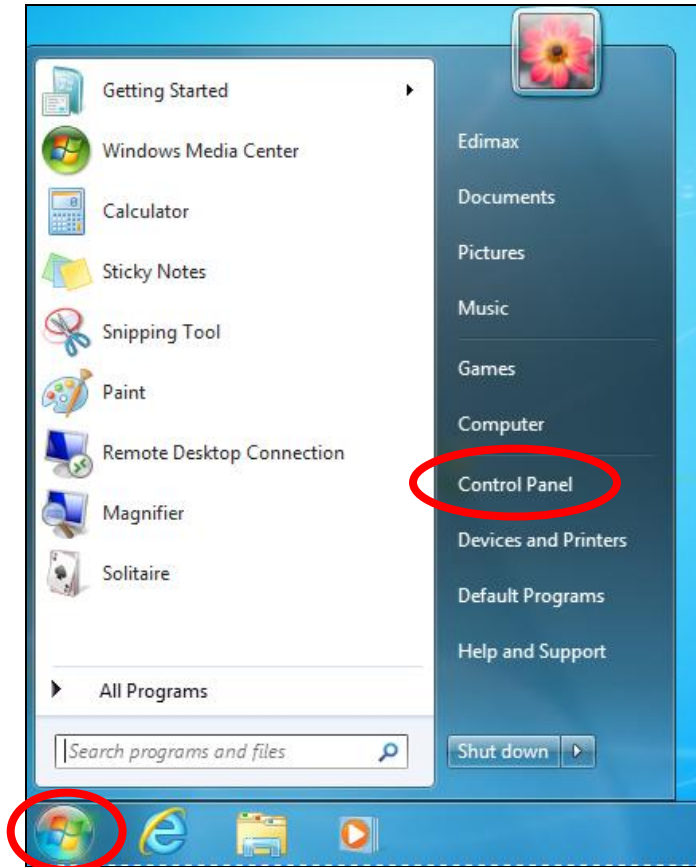 Getting Started
Windows Media Center
Calculator
Sticky Notes
Snipping Tool
Paint
Remote Desktop Connection
Magnifier
Solitaire
All Programs
Search programs and files
Edimax
Documents
Pictures
Music
Games
Computer
Control Panel
Devices and Printers
Default Programs
Help and Support
Shut down